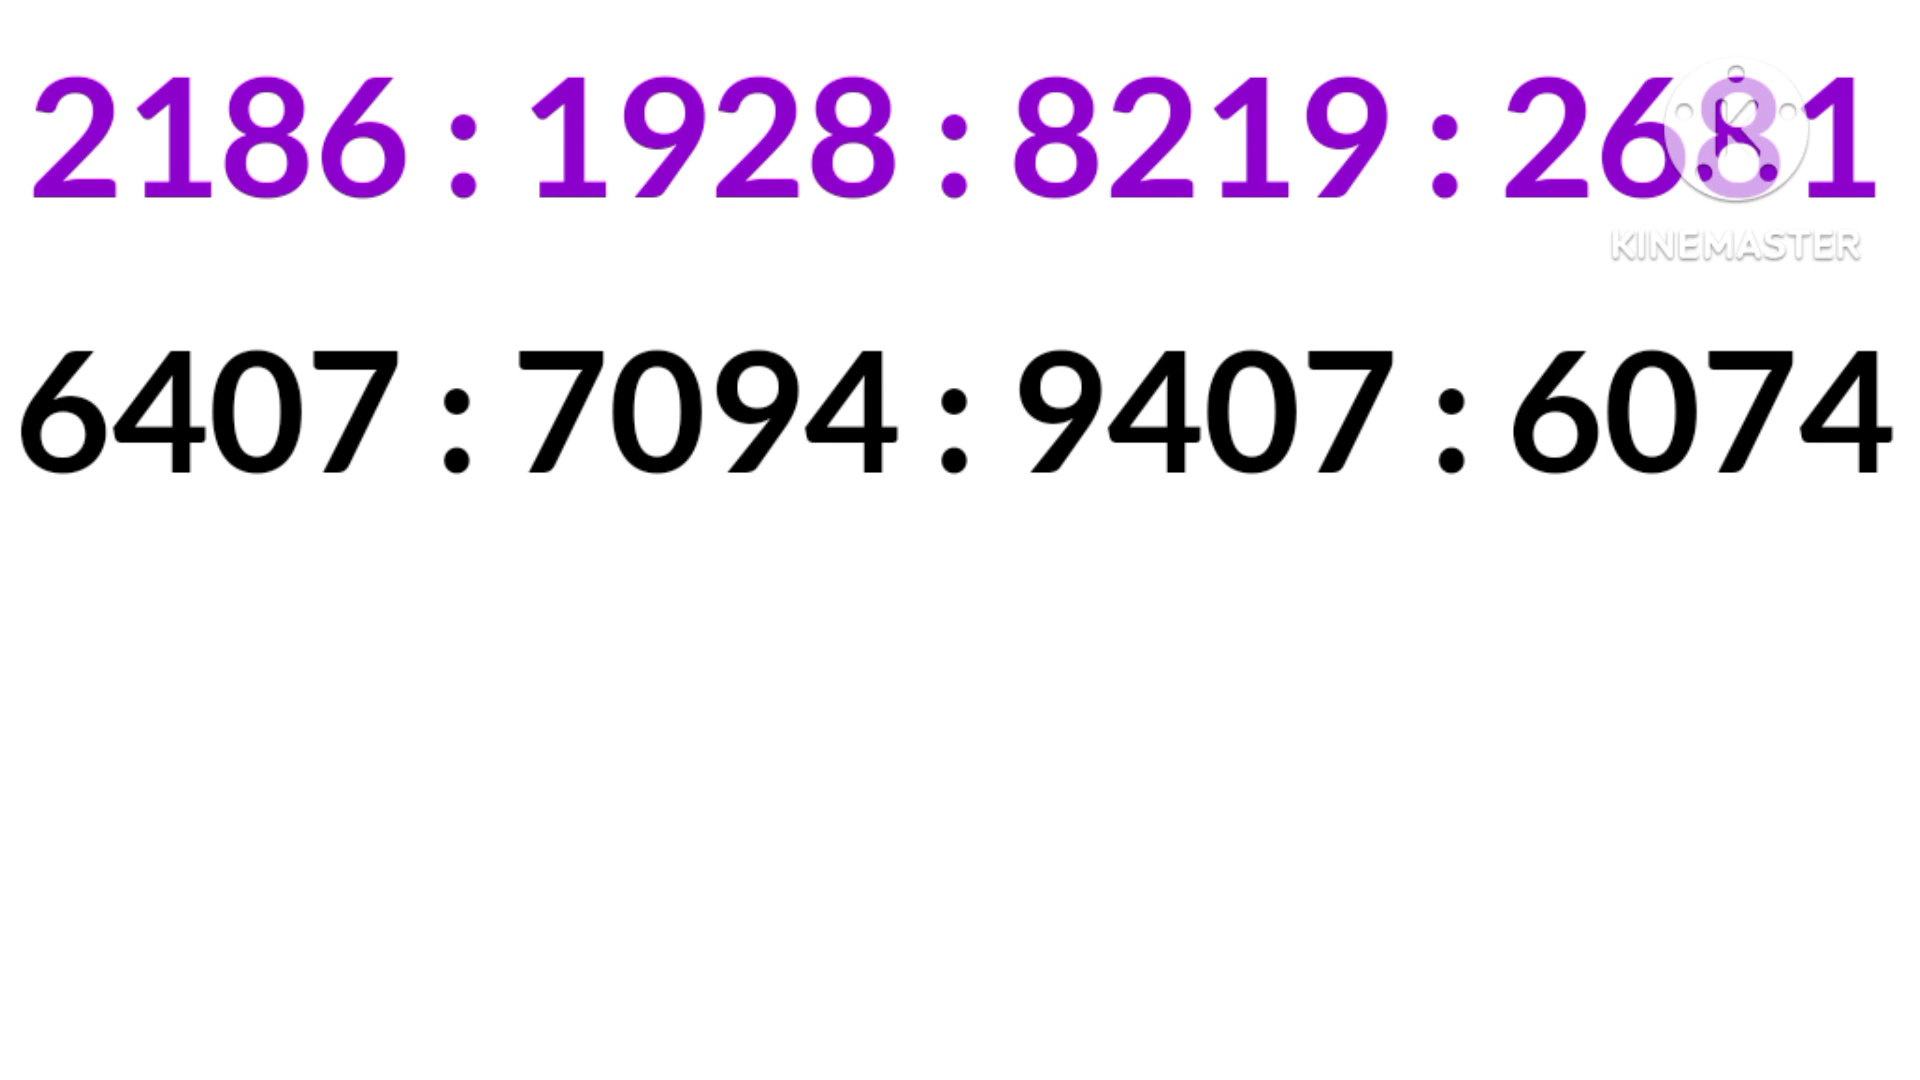 2186 : 1928 : 8219 : 2681
KINEMASTER
6407 : 7094 : 9407 : 6074